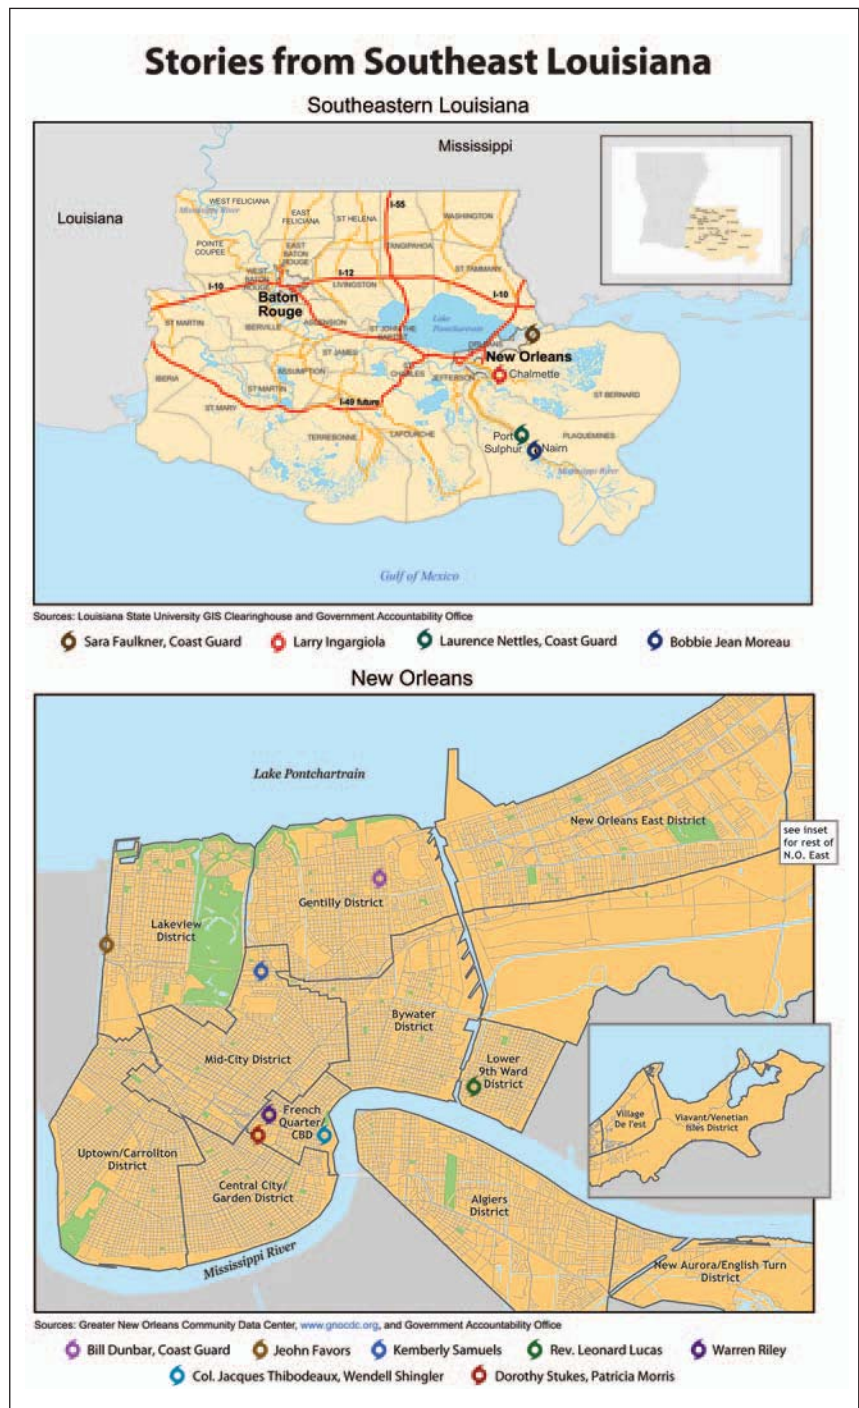 Stories from Southeast Louisiana
Southeastern Louisiana
Mississippi
Louisiana
WEST FELICIANA
Mississippi River
EAST
FELICIANA
ST HELENA
I-55
WASHINGTON
POINTE
COUPEE
EAST
BATON
ROUGE
TANGIPAHOA
WEST
BATON
ROUGE
I-12
LIVINGSTON
ST TAMMANY
I-10
I-10
Baton
Rouge
ST MARTIN
IBERVILLE
ASCENSION
ST JOHN THE
BAPTIST
Lake
Pontchartrain
ORLEANS
New Orleans
ST JAMES
ST
CHARLES
JEFFERSON
Chalmette
IBERIA
ASSUMPTION
ST MARTIN
ST MARY
I-49 future
ST BERNARD
TERREBONNE
LAFOURCHE
Port
Sulphur
Nairn
PLAQUEMINES
Mississippi River
Gulf of Mexico
Sources: Louisiana State University GIS Clearinghouse and Government Accountability Office
Sara Faulkner, Coast Guard Larry Ingargiola Laurence Nettles, Coast Guard Bobbie Jean Moreau
New Orleans
Lake Pontchartrain
New Orleans East District
see inset
for rest of
N.O. East
Gentilly District
Lakeview
District
Bywater
District
Mid-City District
Lower
9th Ward
District
French
Quarter/
CBD
Village
De l'est
Viavant/Venetian
Isles District
Uptown/Carrollton
District
Central City/
Garden District
Algiers
District
Mississippi River
New Aurora/English Turn
District
Sources: Greater New Orleans Community Data Center, www.gnocdc.org, and Government Accountability Office
Bill Dunbar, Coast Guard Jeohn Favors Kemberly Samuels Rev. Leonard Lucas Warren Riley
Col. Jacques Thibodeaux, Wendell Shingler Dorothy Stukes, Patricia Morris